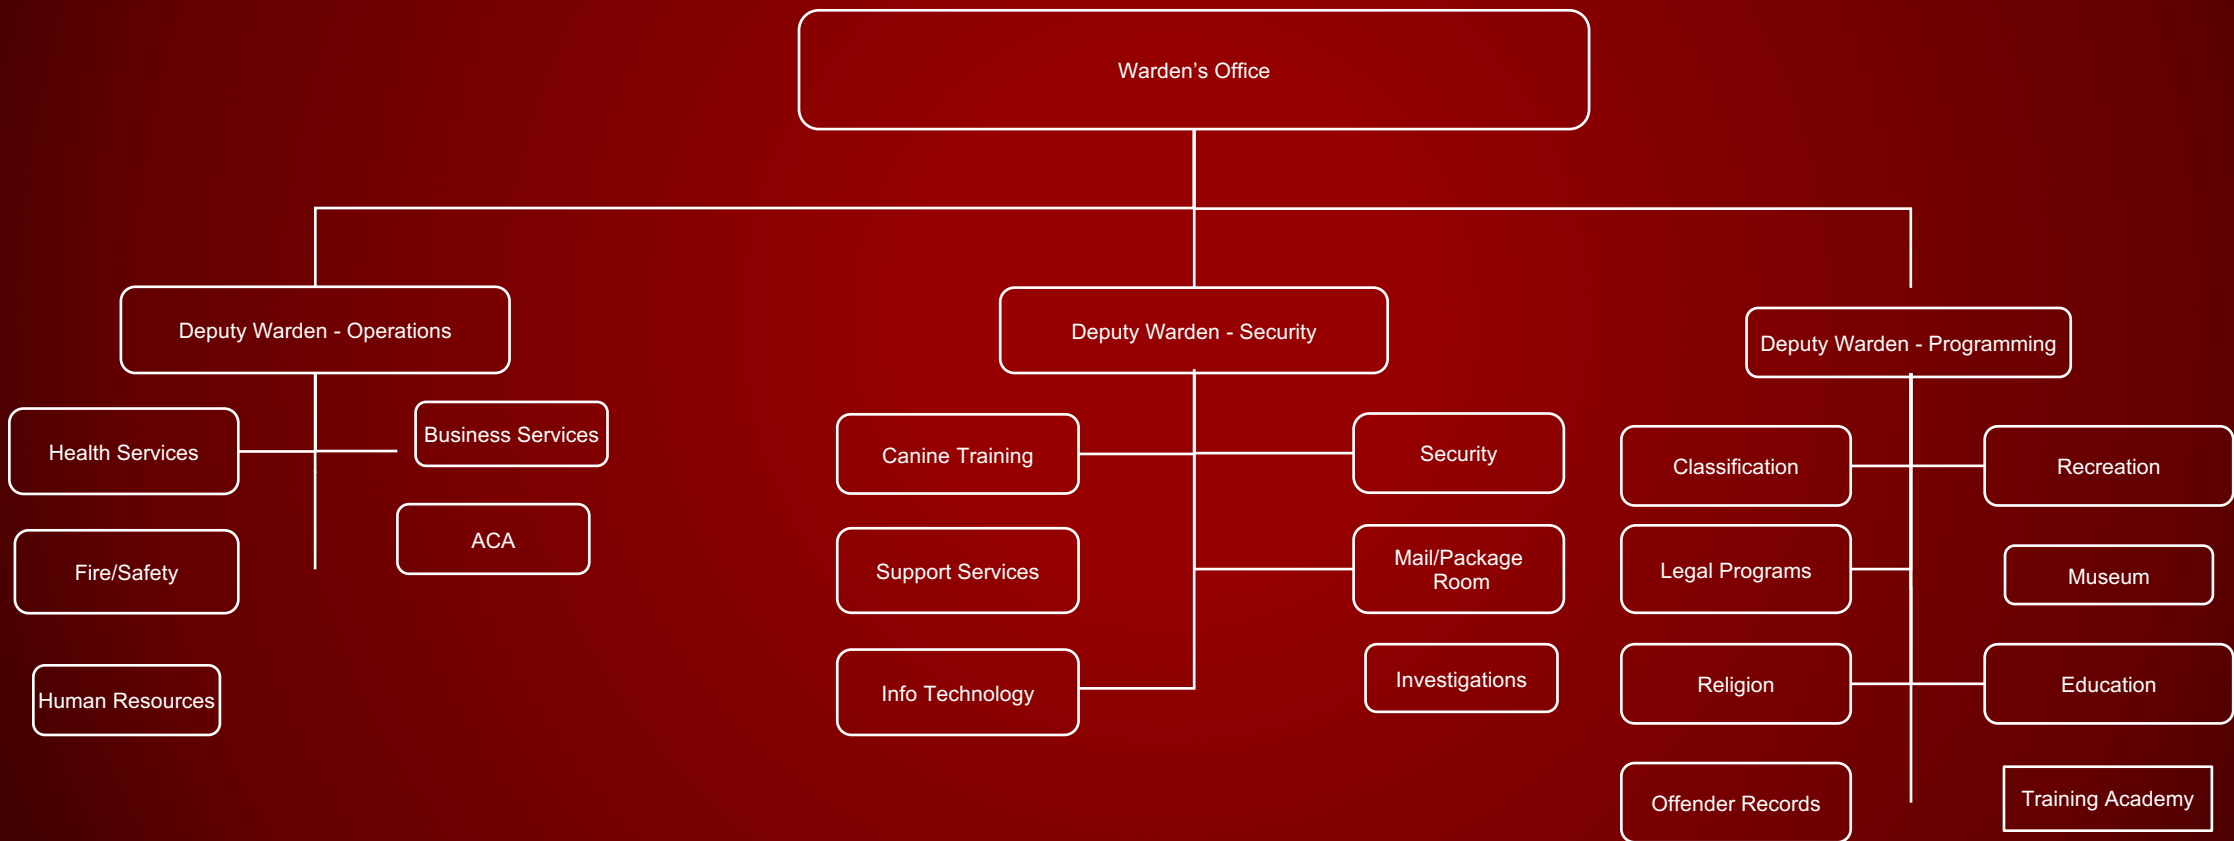 Warden’s Office
Deputy Warden - Operations
Deputy Warden - Security
Deputy Warden - Programming
Health Services
Business Services
Fire/Safety
ACA
Human Resources
Canine Training
Security
Support Services
Mail/Package
Room
Info Technology
Investigations
Classification
Recreation
Legal Programs
Museum
Religion
Education
Offender Records
Training Academy